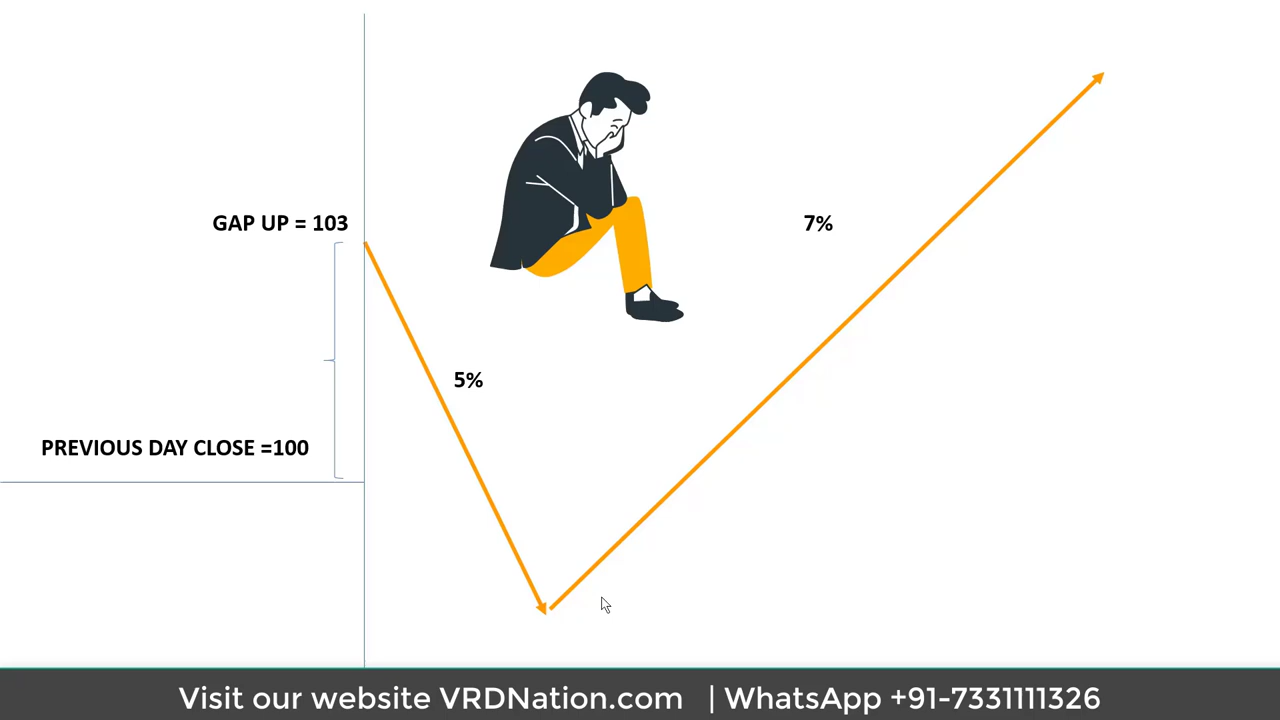 GAP UP = 103
7%
5%
PREVIOUS DAY CLOSE =100
Visit our website VRDNation.com | WhatsApp +91-7331111326